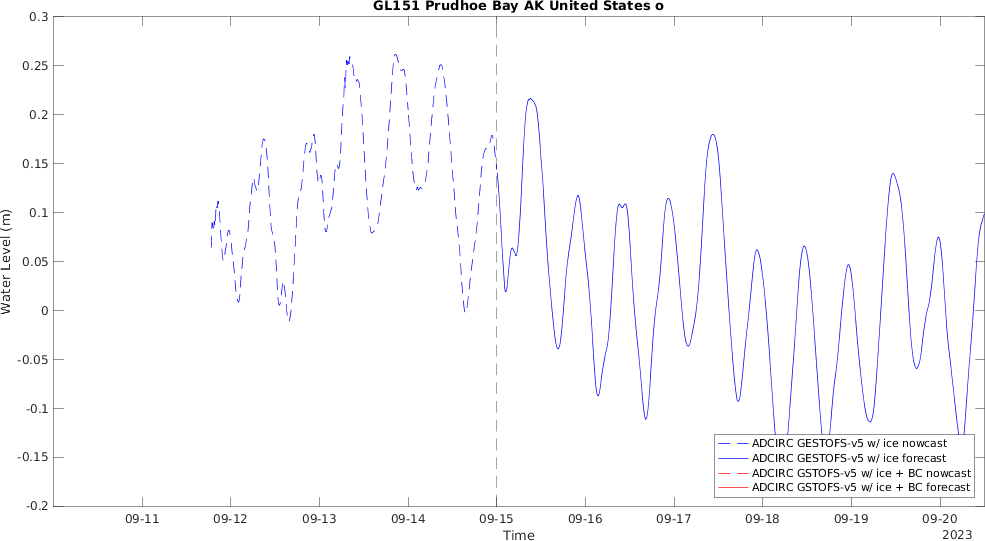 GL151 Prudhoe Bay AK United States o
0.3
0.25
0.2
0.15
0.1
0.05
0
-0.05
-0.1
-0.15
-0.2
Water Level (m)
09-11 09-12 09-13 09-14 09-15 09-16 09-17 09-18 09-19 09-20
Time
2023
ADCIRC GESTOFS-v5 w/ ice nowcast
ADCIRC GESTOFS-v5 w/ ice forecast
ADCIRC GSTOFS-v5 w/ ice + BC nowcast
ADCIRC GSTOFS-v5 w/ ice + BC forecast